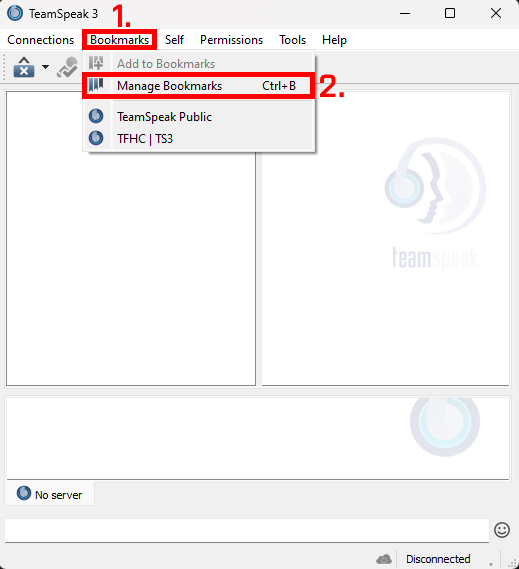 TeamSpeak 3
1.
Connections Bookmarks Self Permissions Tools Help
Add to Bookmarks
Manage Bookmarks Ctrl+B
2.
TeamSpeak Public
TFHC | TS3
teamspeak
No server
Disconnected